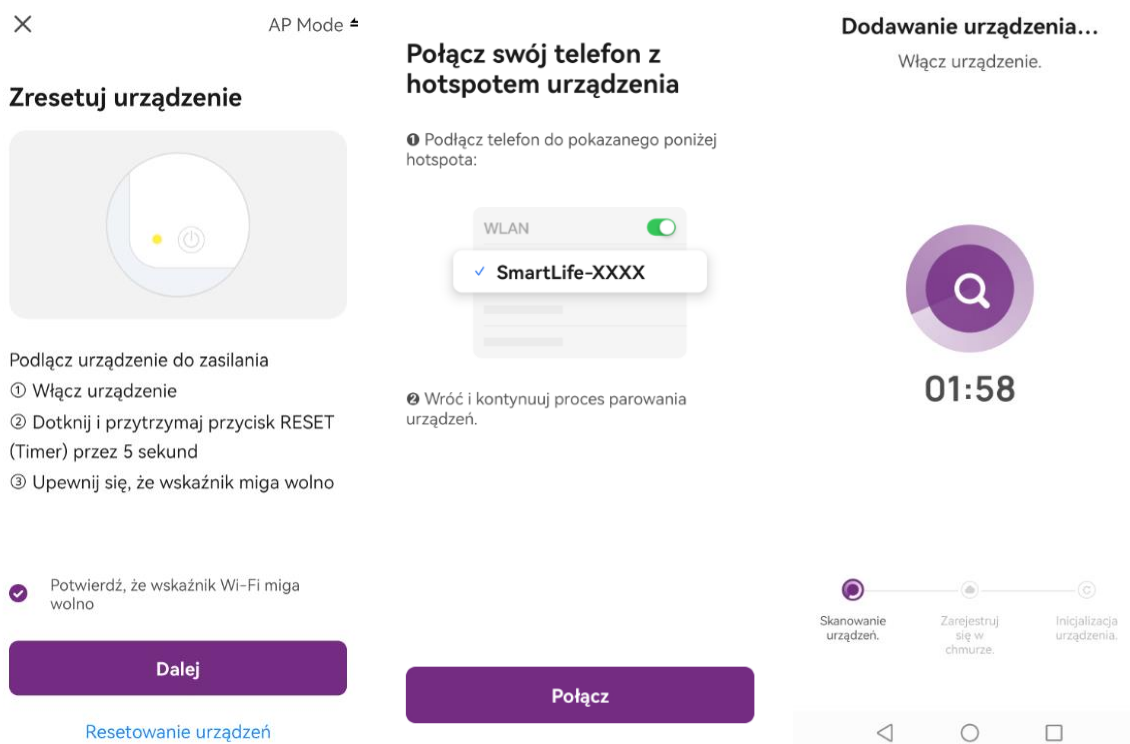 AP Mode
Zresetuj urządzenie
Podłącz urządzenie do zasilania
① Włącz urządzenie
② Dotknij i przytrzymaj przycisk RESET
(Timer) przez 5 sekund
③ Upewnij się, że wskaźnik miga wolno
Potwierdź, że wskaźnik Wi-Fi miga
wolno
Dalej
Resetowanie urządzeń
Połącz swój telefon z
hotspotem urządzenia
❶ Podłącz telefon do pokazanego poniżej
hotspota:
WLAN
SmartLife-XXXX
❷ Wróć i kontynuuj proces parowania
urządzeń.
Połącz
Dodawanie urządzenia...
Włącz urządzenie.
01:58
Skanowanie
urządzeń.
Zarejestruj
się w
chmurze.
Inicjalizacja
urządzenia.